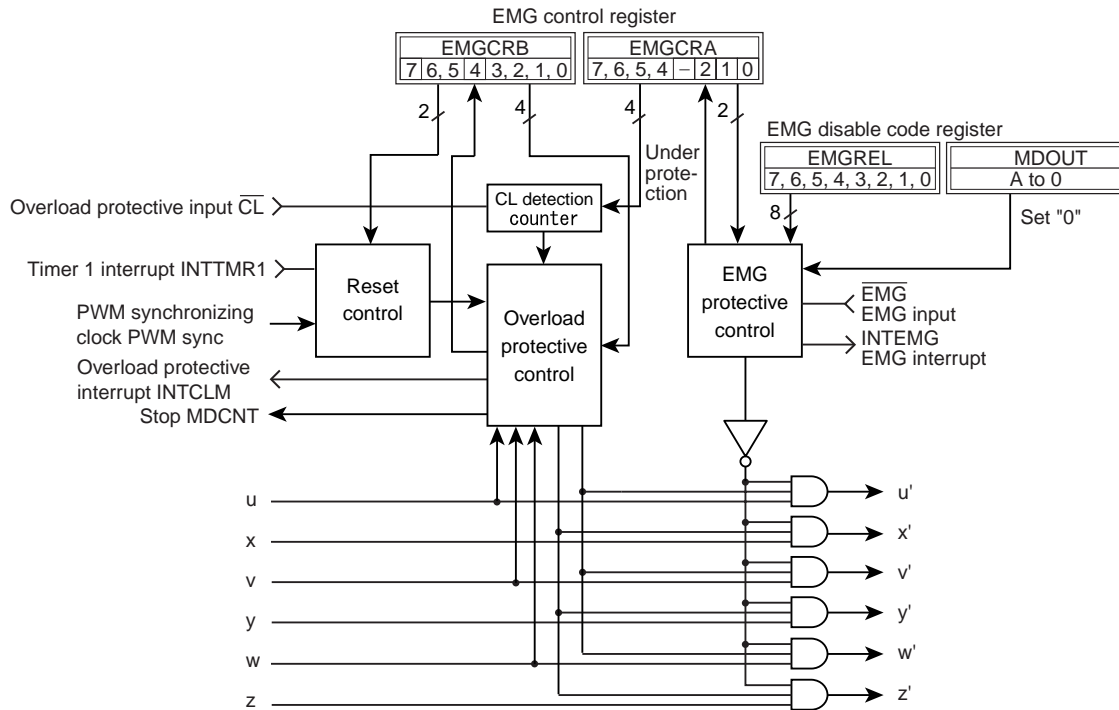 EMG control register
EMGCRB
7 6, 5 4 3, 2, 1, 0
EMGCRA
7, 6, 5, 4 – 2 1 0
2
4
4
2
EMG disable code register
EMGREL
7, 6, 5, 4, 3, 2, 1, 0
MDOUT
A to 0
Under
prote-
ction
8
Set "0"
Overload protective input CL
CL detection
counter
Timer 1 interrupt INTTMR1
Reset
control
PWM synchronizing
clock PWM sync
Overload
protective
control
EMG
protective
control
EMG
EMG input
INTEMG
EMG interrupt
Overload protective
interrupt INTCLM
Stop MDCNT
u
u'
x
x'
v
v'
y
y'
w
w'
z
z'